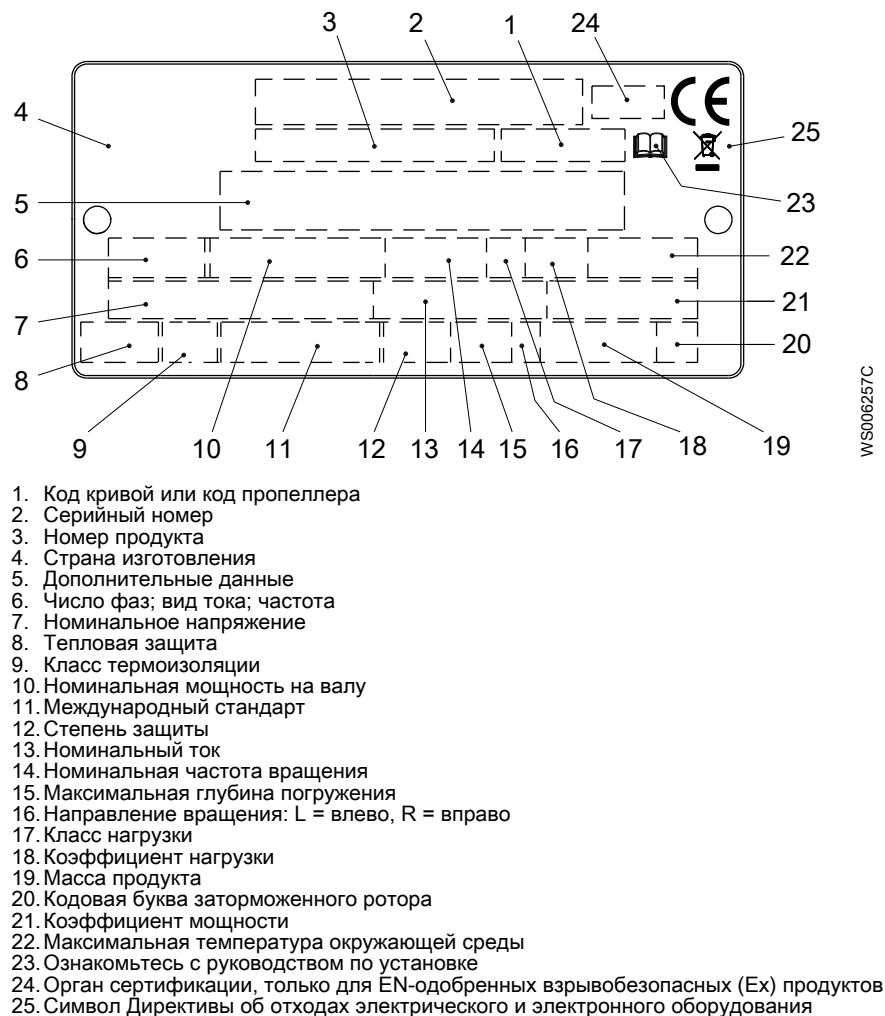 3 2 1 24
CE
4
25
5
23
6
22
7
21
8
20
9 10 11 12 13 14 15 16 17 18 19
WS006257C
1. Код кривой или код пропеллера
2. Серийный номер
3. Номер продукта
4. Страна изготовления
5. Дополнительные данные
6. Число фаз; вид тока; частота
7. Номинальное напряжение
8. Тепловая защита
9. Класс термоизоляции
10. Номинальная мощность на валу
11. Международный стандарт
12. Степень защиты
13. Номинальный ток
14. Номинальная частота вращения
15. Максимальная глубина погружения
16. Направление вращения: L = влево, R = вправо
17. Класс нагрузки
18. Коэффициент нагрузки
19. Масса продукта
20. Кодовая буква заторможенного ротора
21. Коэффициент мощности
22. Максимальная температура окружающей среды
23. Ознакомьтесь с руководством по установке
24. Орган сертификации, только для EN-одобренных взрывобезопасных (Ex) продуктов
25. Символ Директивы об отходах электрического и электронного оборудования